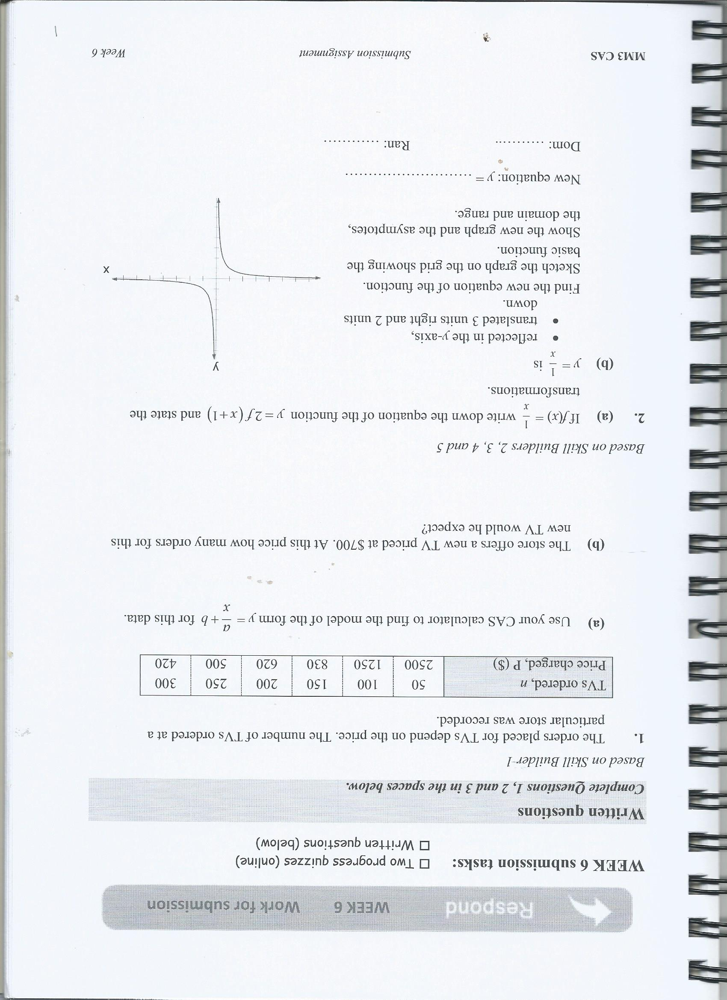 Respond WEEK 6 Work for submission
WEEK 6 submission tasks: ☐ Two progress quizzes (online)
☐ Written questions (below)
Written questions
Complete Questions 1, 2 and 3 in the spaces below.
Based on Skill Builder 1
1. The orders placed for TVs depend on the price. The number of TVs ordered at a
particular store was recorded.
TVs ordered, n 50 100 150 200 250 300
Price charged, P ($) 2500 1250 830 620 500 420
(a) Use your CAS calculator to find the model of the form y = a/x + b for this data.
(b) The store offers a new TV priced at $700. At this price how many orders for this
new TV would he expect?
Based on Skill Builders 2, 3, 4 and 5
2. (a) If f(x) = 1/x write down the equation of the function y = 2f(x+1) and state the
transformations.
(b) y = 1/x is
• reflected in the y-axis,
• translated 3 units right and 2 units
down.
Find the new equation of the function.
Sketch the graph on the grid showing the
basic function.
Show the new graph and the asymptotes,
the domain and range.
New equation: y = ...........................
Dom: ........... Ran: ............
y
x
MM3 CAS Submission Assignment Week 6